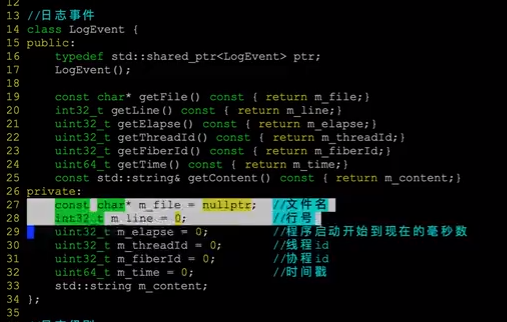 12
13 //日志事件
14 class LogEvent {
15 public:
16     typedef std::shared_ptr<LogEvent> ptr;
17     LogEvent();
18
19     const char* getFile() const { return m_file;}
20     int32_t getLine() const { return m_line;}
21     uint32_t getElapse() const { return m_elapse;}
22     uint32_t getThreadId() const { return m_threadId;}
23     uint32_t getFiberId() const { return m_fiberId;}
24     uint64_t getTime() const { return m_time;}
25     const std::string& getContent() const { return m_content;}
26 private:
27     const char* m_file = nullptr;  //文件名
28     int32_t m_line = 0;            //行号
29     uint32_t m_elapse = 0;         //程序启动开始到现在的毫秒数
30     uint32_t m_threadId = 0;       //线程id
31     uint32_t m_fiberId = 0;        //协程id
32     uint64_t m_time = 0;           //时间戳
33     std::string m_content;
34 };
35